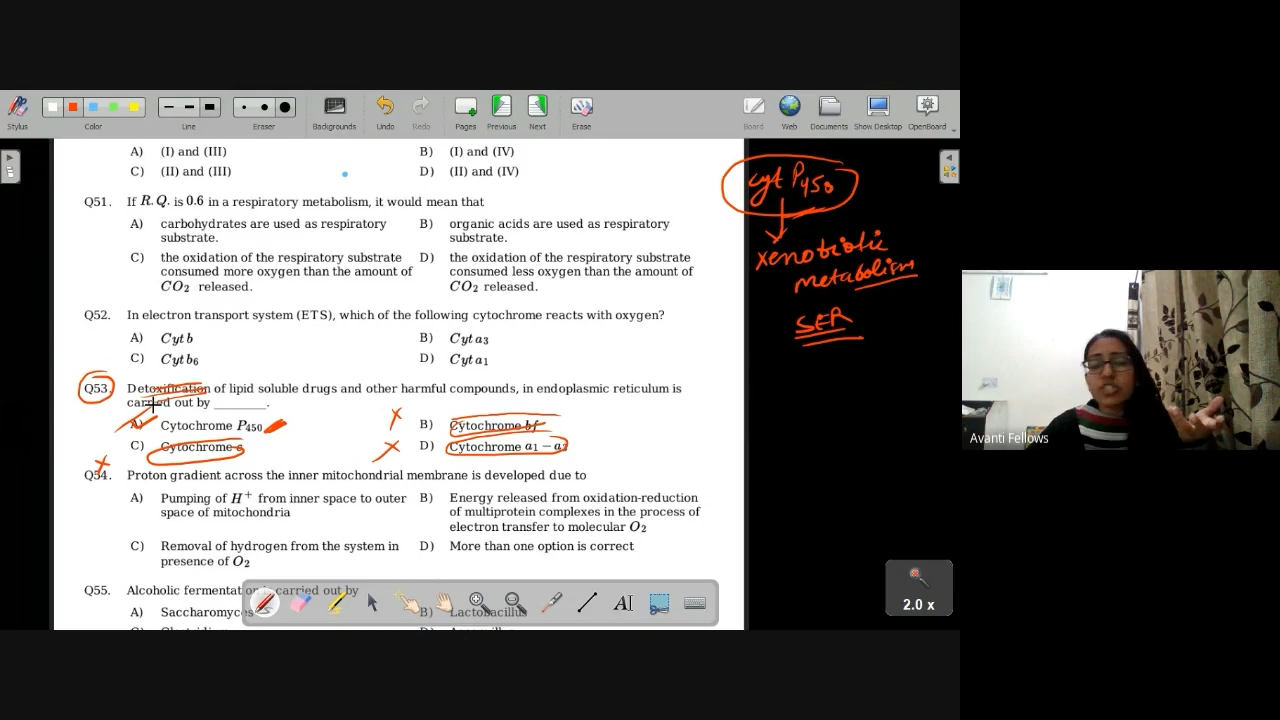 Stylus
Color
Line
Eraser
Backgrounds
Undo
Redo
Pages
Previous
Next
Erase
Board
Web
Documents
Show Desktop
OpenBoard
A) (I) and (III) B) (I) and (IV)
C) (II) and (III) D) (II) and (IV)
Q51. If R.Q. is 0.6 in a respiratory metabolism, it would mean that
A) carbohydrates are used as respiratory
substrate.
B) organic acids are used as respiratory
substrate.
C) the oxidation of the respiratory substrate
consumed more oxygen than the amount of
CO2 released.
D) the oxidation of the respiratory substrate
consumed less oxygen than the amount of
CO2 released.
Q52. In electron transport system (ETS), which of the following cytochrome reacts with oxygen?
A) Cyt b B) Cyt a3
C) Cyt b6 D) Cyt a1
Q53. Detoxification of lipid soluble drugs and other harmful compounds, in endoplasmic reticulum is
carried out by ________.
A) Cytochrome P450 B) Cytochrome bf
C) Cytochrome c D) Cytochrome a1 – a3
Q54. Proton gradient across the inner mitochondrial membrane is developed due to
A) Pumping of H+ from inner space to outer
space of mitochondria
B) Energy released from oxidation-reduction
of multiprotein complexes in the process of
electron transfer to molecular O2
C) Removal of hydrogen from the system in
presence of O2
D) More than one option is correct
Q55. Alcoholic fermentation is carried out by
A) Saccharomyces B) Lactobacillus
cyt P450
xenobiotic
metabolism
SER
Avanti Fellows
2.0 x